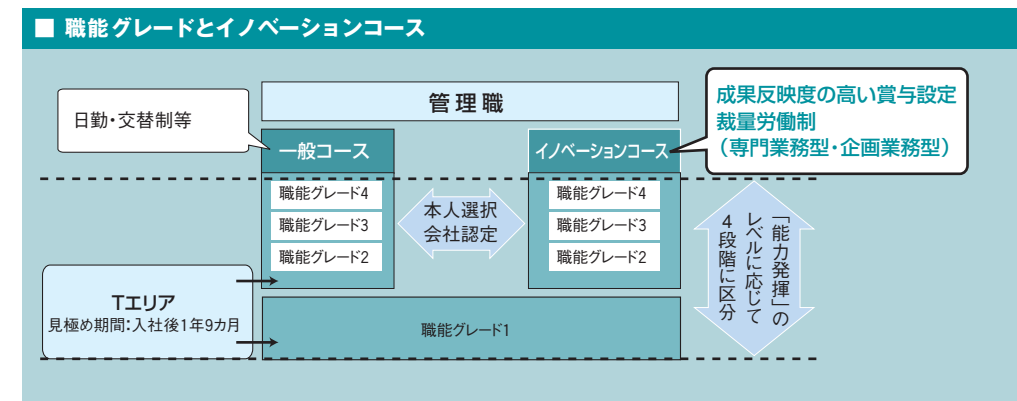 ■ 職能グレードとイノベーションコース
管理職
日勤・交替制等
成果反映度の高い賞与設定
裁量労働制
（専門業務型・企画業務型）
一般コース
イノベーションコース
職能グレード4
職能グレード3
職能グレード2
本人選択
会社認定
職能グレード4
職能グレード3
職能グレード2
「能力発揮」の
レベルに応じて
4段階に区分
Tエリア
見極め期間：入社後1年9カ月
職能グレード1